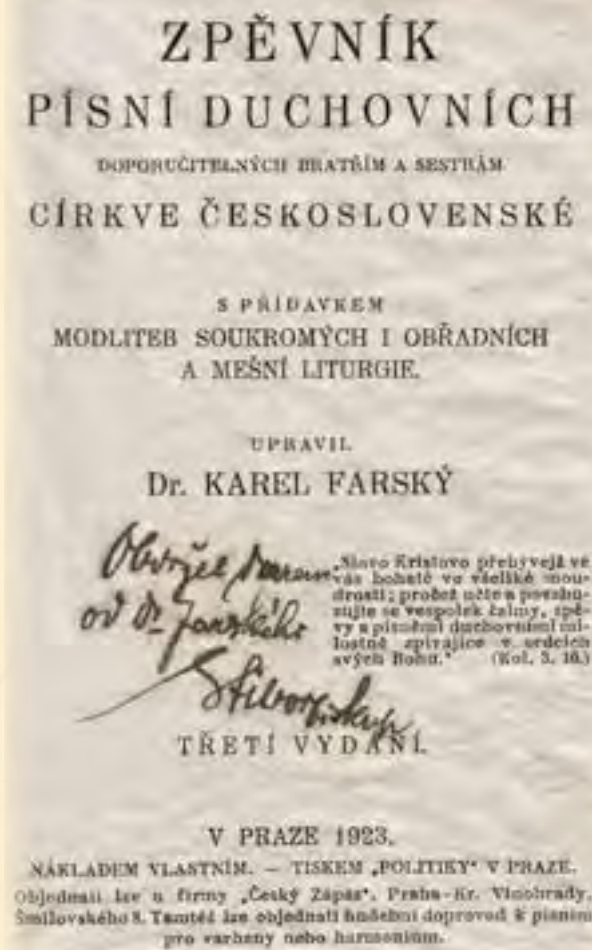 ZPĚVNÍK
PÍSNÍ DUCHOVNÍCH
DOPORUČITELNÝCH BRATŘÍM A SESTRÁM
CÍRKVE ČESKOSLOVENSKÉ
S PŘÍDAVKEM
MODLITEB SOUKROMÝCH I OBŘADNÍCH
A MEŠNÍ LITURGIE.
UPRAVIL
Dr. KAREL FARSKÝ
Obdržel darem
od Dr. Farského
„Slovo Kristovo přebývejž ve
vás bohatě ve všeliké mou-
drosti; protož učte a povzbu-
zujte se vespolek žalmy, zpě-
vy a písněmi duchovními mi-
lostně zpívajíce v srdcích
svých Bohu.“ (Kol. 3. 16.)
TŘETÍ VYDÁNÍ.
V PRAZE 1923.
NÁKLADEM VLASTNÍM. — TISKEM „POLITIKY“ V PRAZE.
Objednati lze u firmy „Český Zápas“, Praha-Kr. Vinohrady,
Šmilovského 8. Tamtéž lze objednati hudební doprovod k písním
pro varhany nebo harmonium.